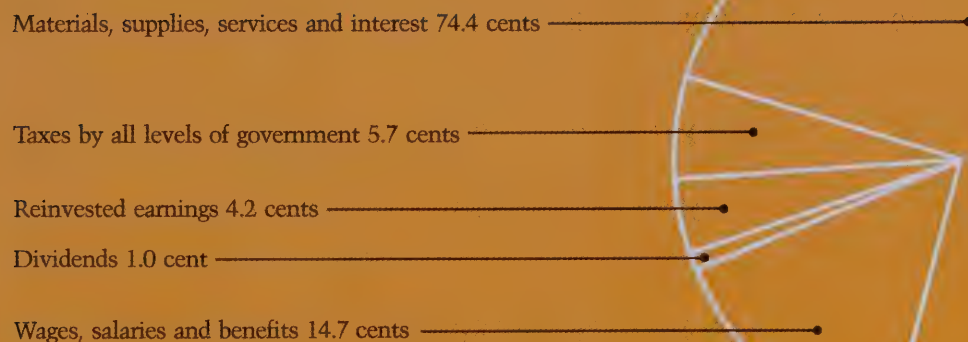 Materials, supplies, services and interest 74.4 cents
Taxes by all levels of government 5.7 cents
Reinvested earnings 4.2 cents
Dividends 1.0 cent
Wages, salaries and benefits 14.7 cents